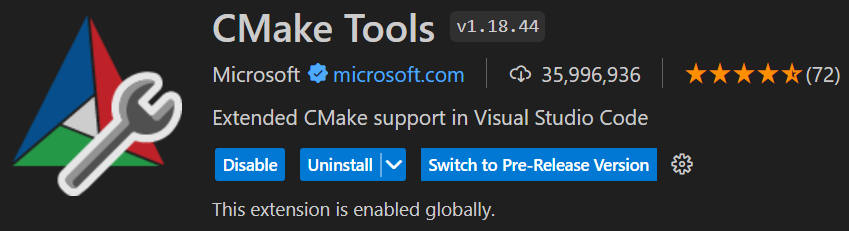 CMake Tools v1.18.44
Microsoft microsoft.com 35,996,936 (72)
Extended CMake support in Visual Studio Code
Disable Uninstall Switch to Pre-Release Version
This extension is enabled globally.